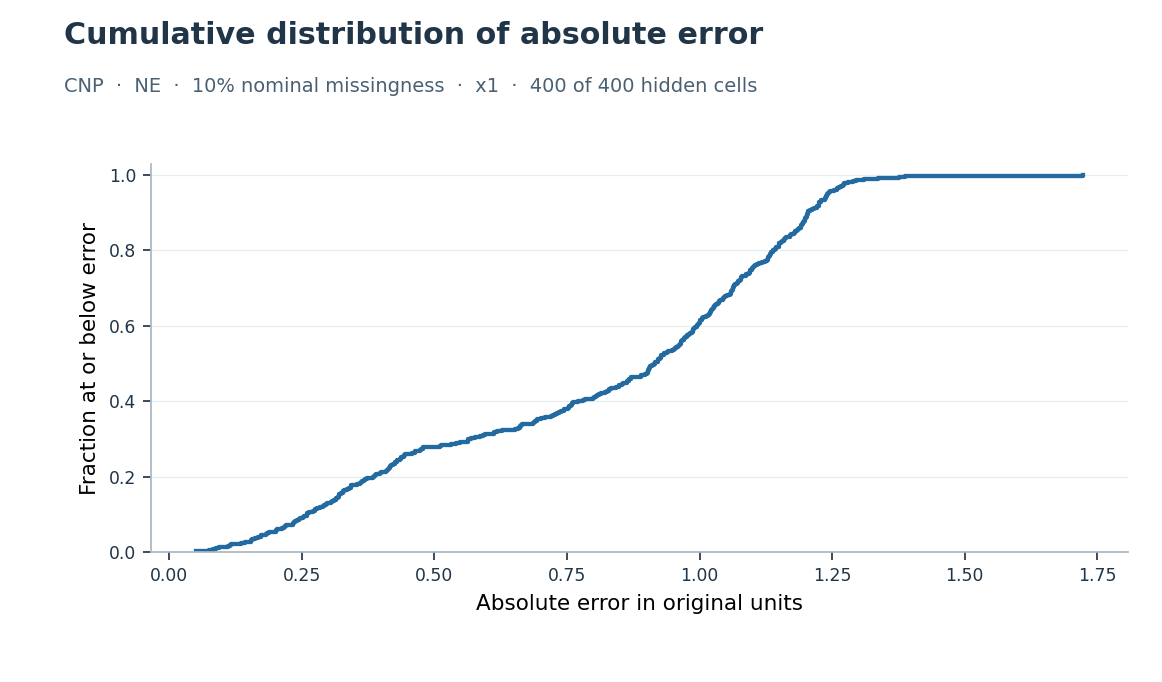 Cumulative distribution of absolute error
CNP · NE · 10% nominal missingness · x1 · 400 of 400 hidden cells
Fraction at or below error
1.0
0.8
0.6
0.4
0.2
0.0
0.00 0.25 0.50 0.75 1.00 1.25 1.50 1.75
Absolute error in original units